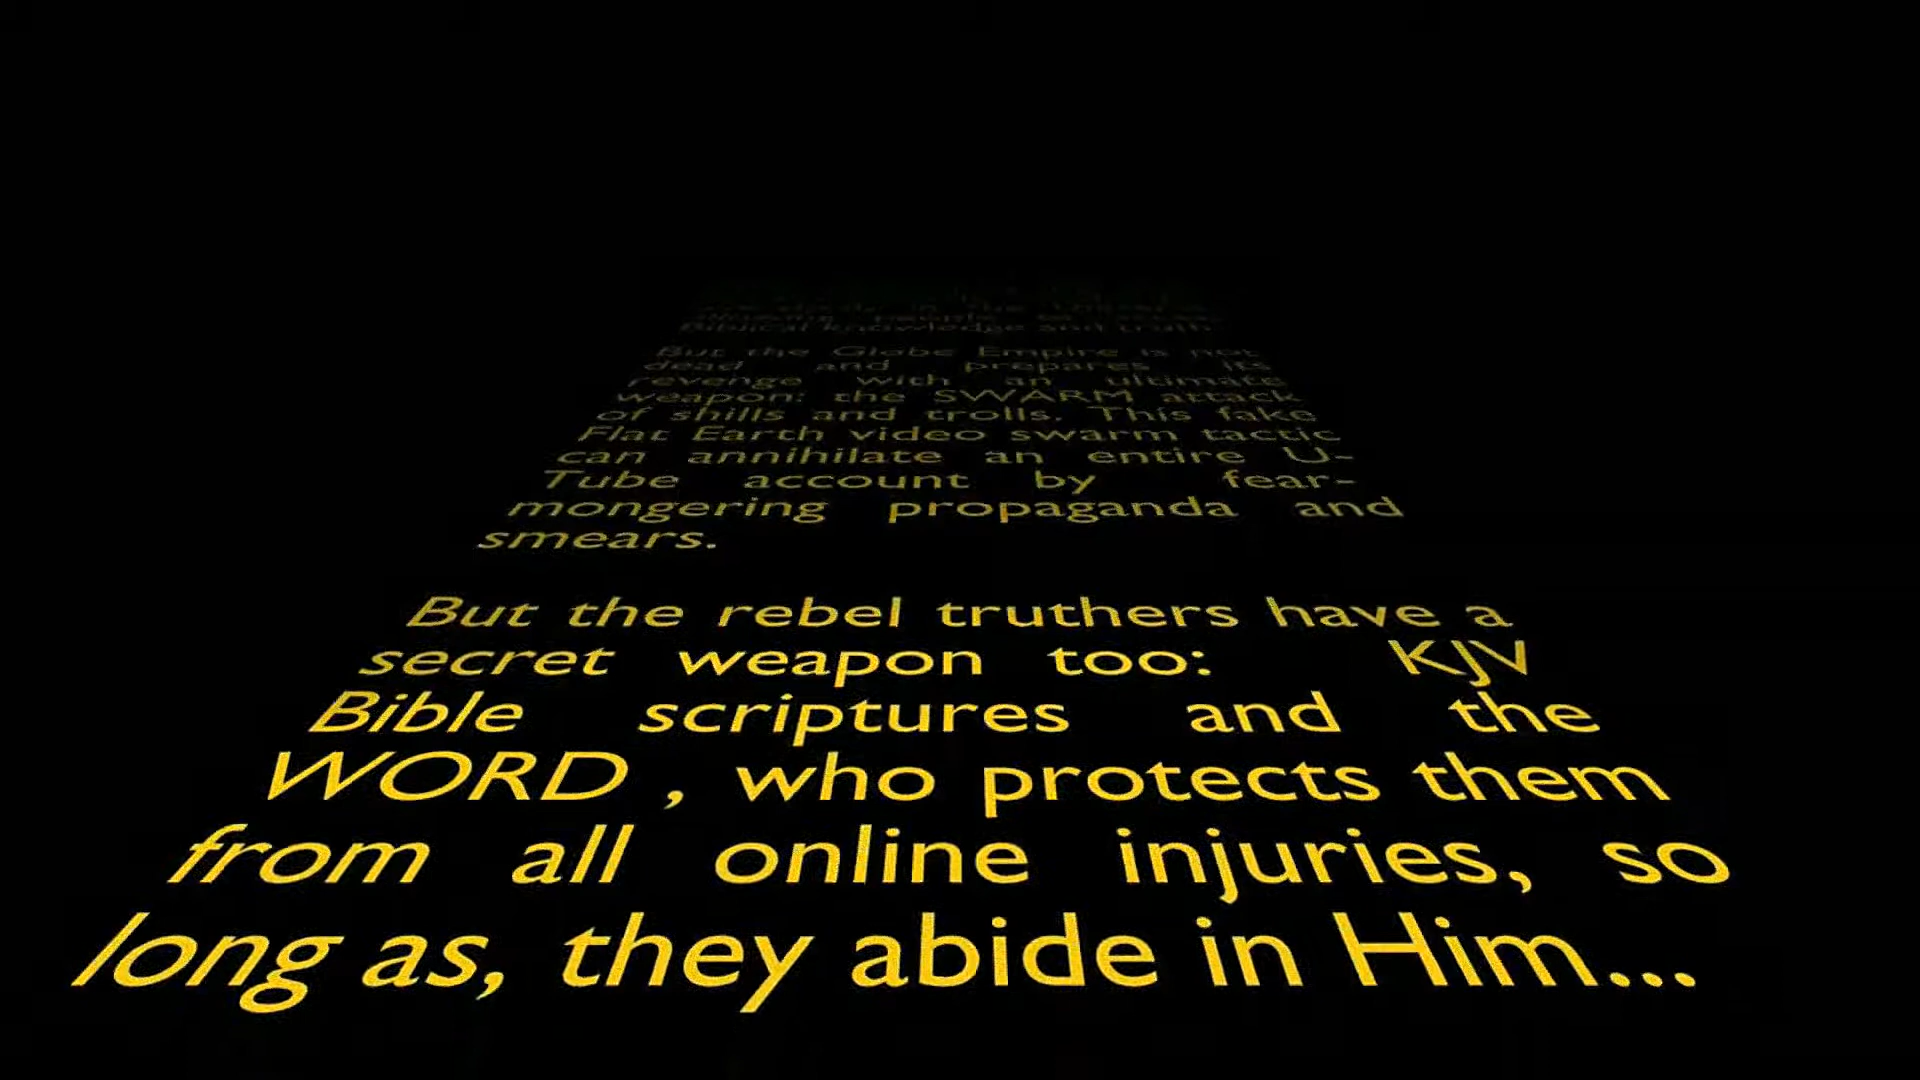 Biblical knowledge and truth.
But the Globe Empire is not
dead and prepares its
revenge with an ultimate
weapon: the SWARM attack
of shills and trolls. This fake
Flat Earth video swarm tactic
can annihilate an entire U-
Tube account by fear-
mongering propaganda and
smears.
But the rebel truthers have a
secret weapon too: KJV
Bible scriptures and the
WORD , who protects them
from all online injuries, so
long as, they abide in Him...